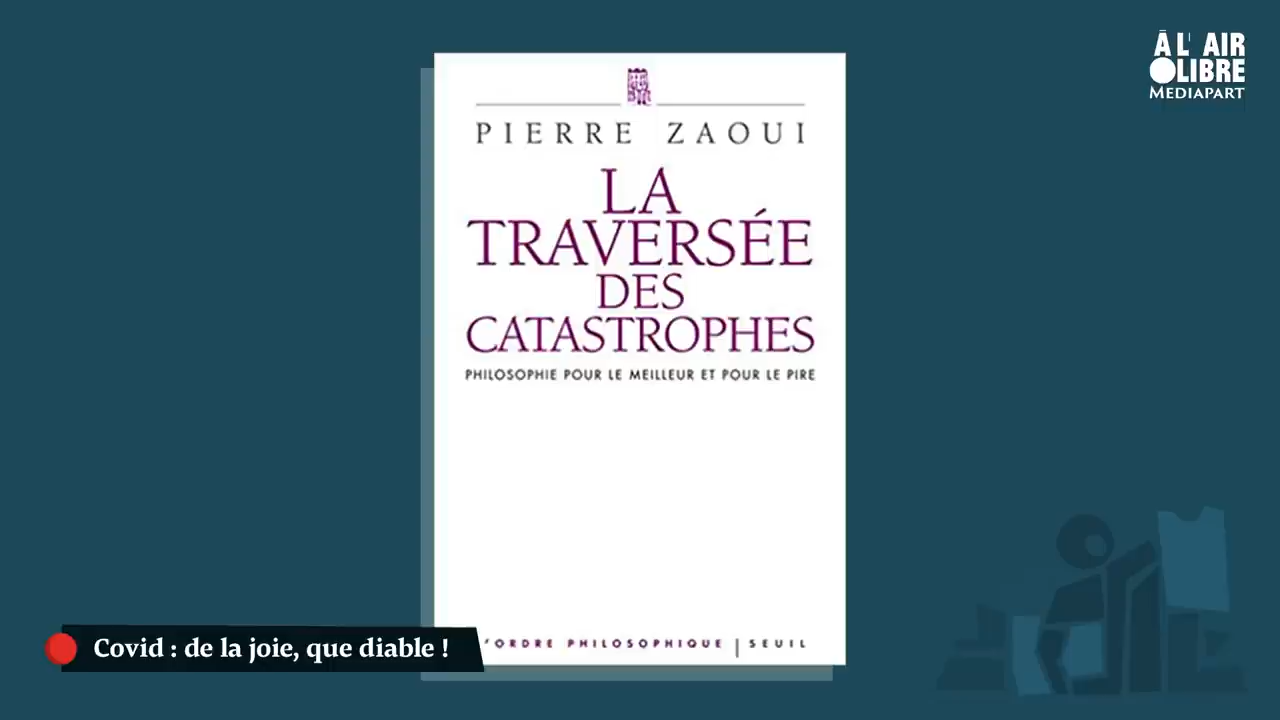 À L' AIR
LIBRE
MEDIAPART
PIERRE ZAOUI
LA
TRAVERSÉE
DES
CATASTROPHES
PHILOSOPHIE POUR LE MEILLEUR ET POUR LE PIRE
'ORDRE PHILOSOPHIQUE | SEUIL
Covid : de la joie, que diable !